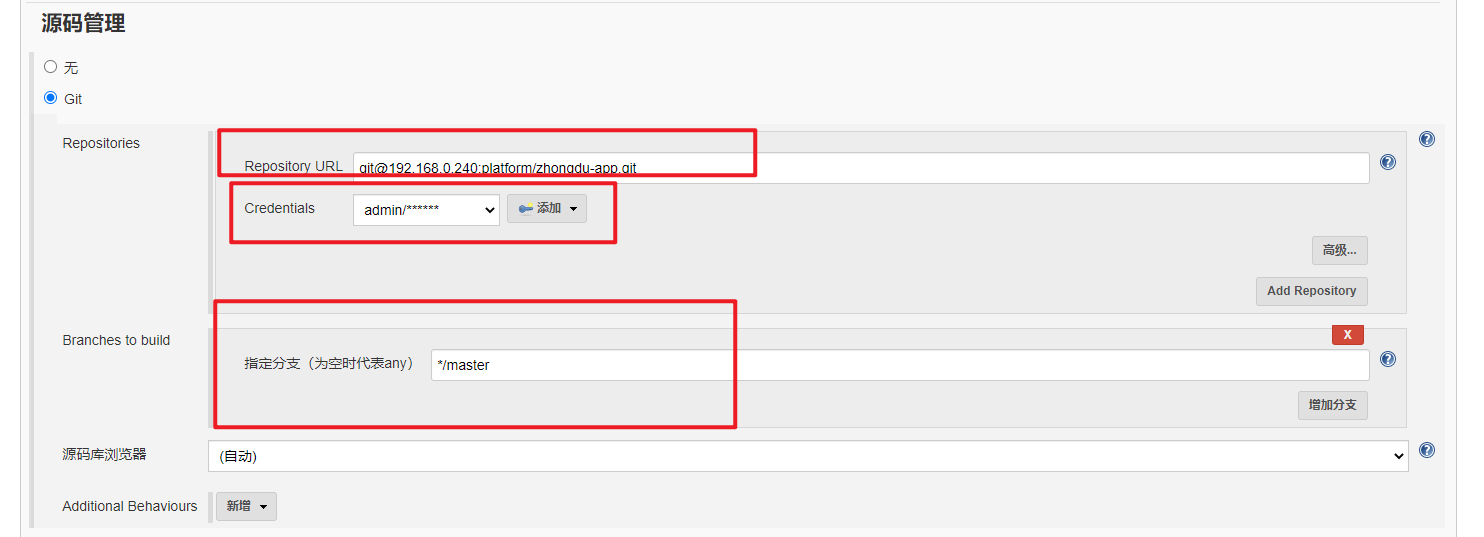 源码管理
无
Git
Repositories
Repository URL git@192.168.0.240:platform/zhongdu-app.git
Credentials admin/****** 添加
高级...
Add Repository
Branches to build
X
指定分支（为空时代表any） */master
增加分支
源码库浏览器 (自动)
Additional Behaviours 新增